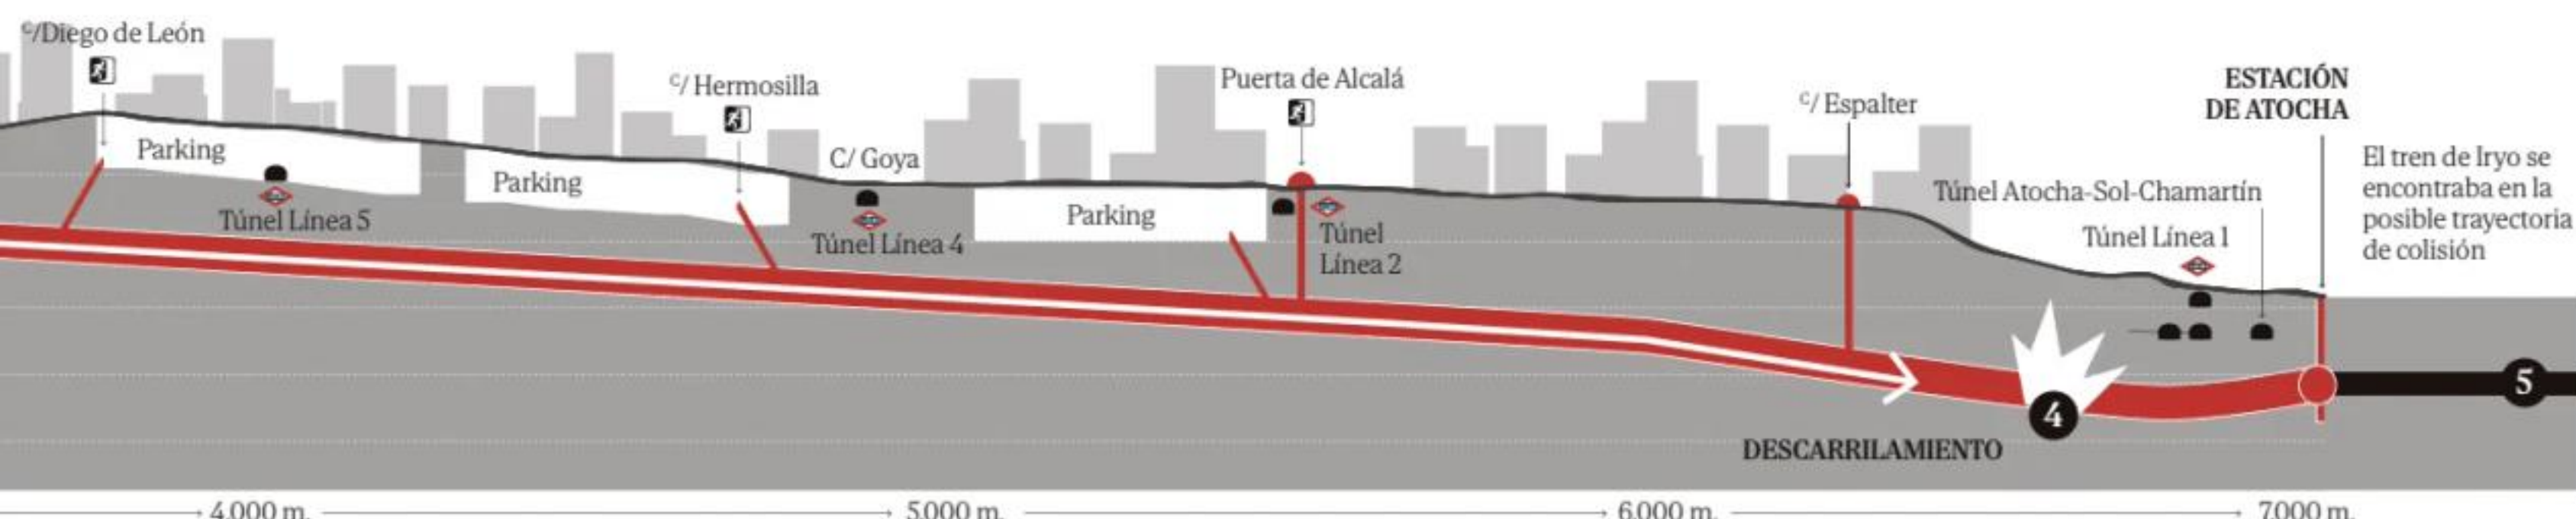 c/Diego de León
c/ Hermosilla
Puerta de Alcalá
c/ Espalter
ESTACIÓN
DE ATOCHA
Parking
Parking
C/ Goya
Parking
Túnel Línea 5
Túnel Línea 4
Túnel
Línea 2
Túnel Atocha-Sol-Chamartín
Túnel Línea 1
El tren de Iryo se
encontraba en la
posible trayectoria
de colisión
4
5
DESCARRILAMIENTO
4.000 m.
5.000 m.
6.000 m.
7.000 m.